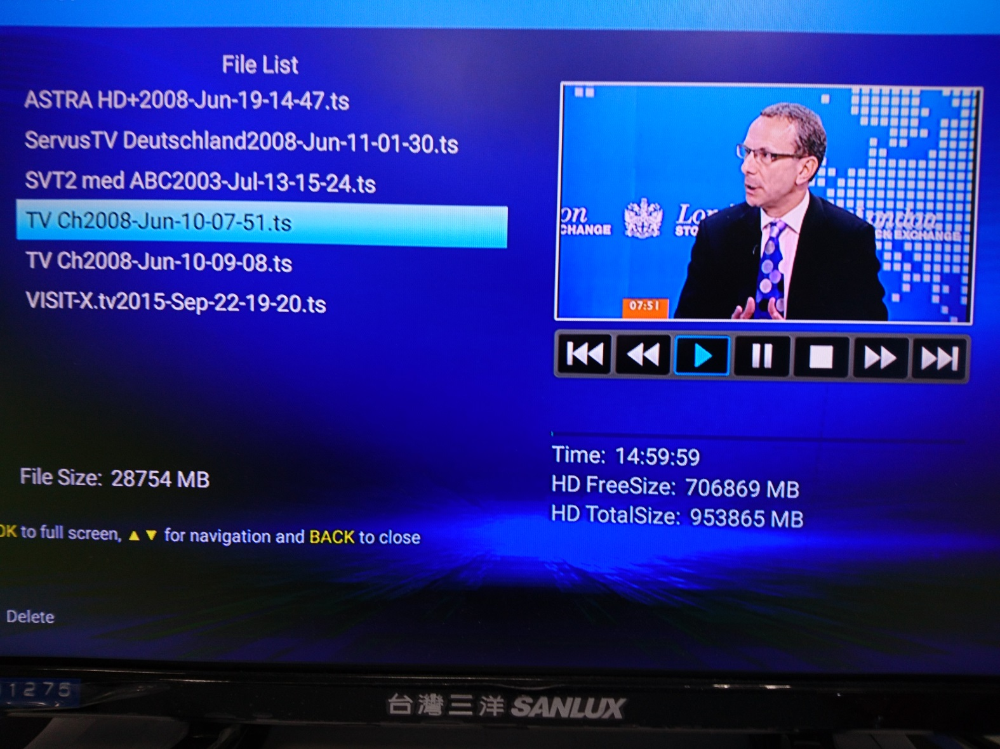 File List
ASTRA HD+2008-Jun-19-14-47.ts
ServusTV Deutschland2008-Jun-11-01-30.ts
SVT2 med ABC2003-Jul-13-15-24.ts
TV Ch2008-Jun-10-07-51.ts
TV Ch2008-Jun-10-09-08.ts
VISIT-X.tv2015-Sep-22-19-20.ts
on
CHANGE
Lon
STO
London
CK EXCHANGE
07:51
Time: 14:59:59
HD FreeSize: 706869 MB
HD TotalSize: 953865 MB
File Size: 28754 MB
OK to full screen, ▲▼ for navigation and BACK to close
Delete
1275
台灣三洋 SANLUX